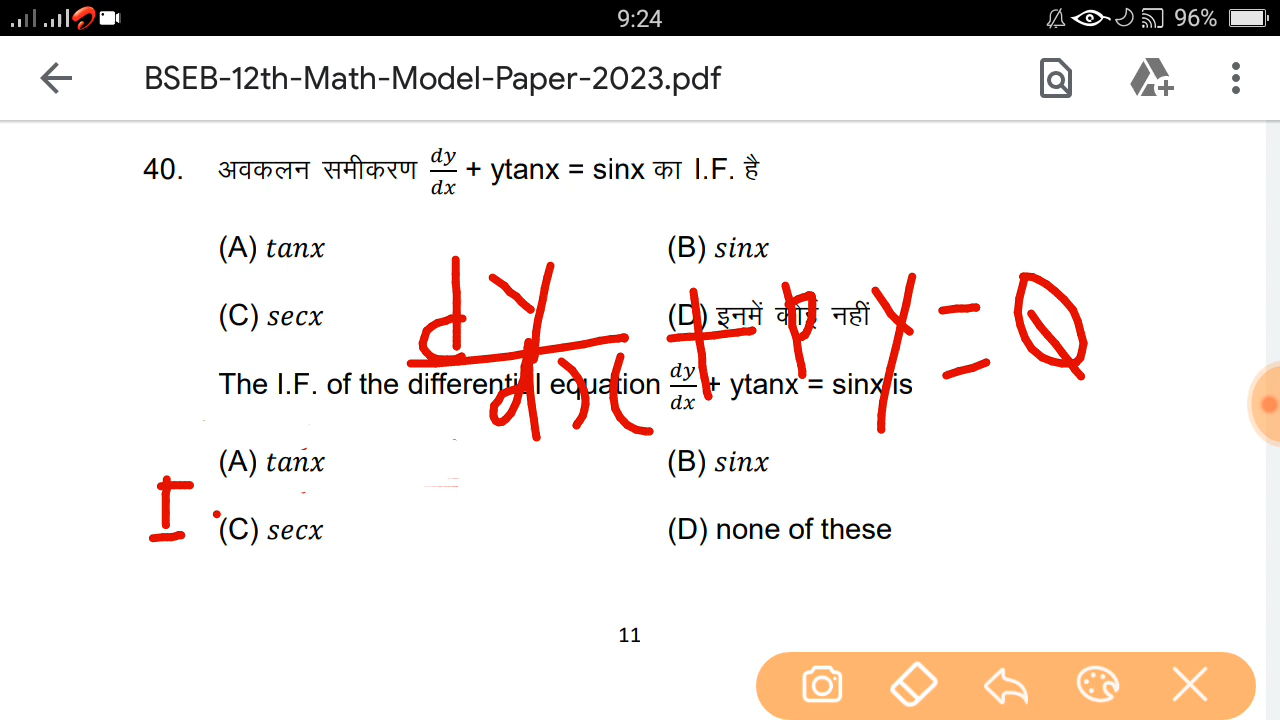 9:24 96%
BSEB-12th-Math-Model-Paper-2023.pdf
40. अवकलन समीकरण dy/dx + ytanx = sinx का I.F. है
(A) tanx (B) sinx
(C) secx (D) इनमें कोई नहीं
dy/dx + py = Q
The I.F. of the differential equation dy/dx + ytanx = sinx is
(A) tanx (B) sinx
I.
(C) secx (D) none of these
11